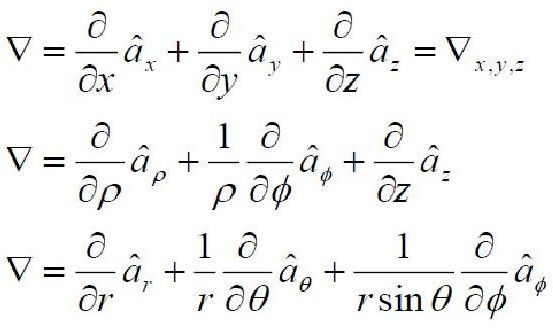 ∇ = ∂/∂x â_x + ∂/∂y â_y + ∂/∂z â_z = ∇_{x,y,z}
∇ = ∂/∂ρ â_ρ + 1/ρ ∂/∂ϕ â_ϕ + ∂/∂z â_z
∇ = ∂/∂r â_r + 1/r ∂/∂θ â_θ + 1/(r sin θ) ∂/∂ϕ â_ϕ